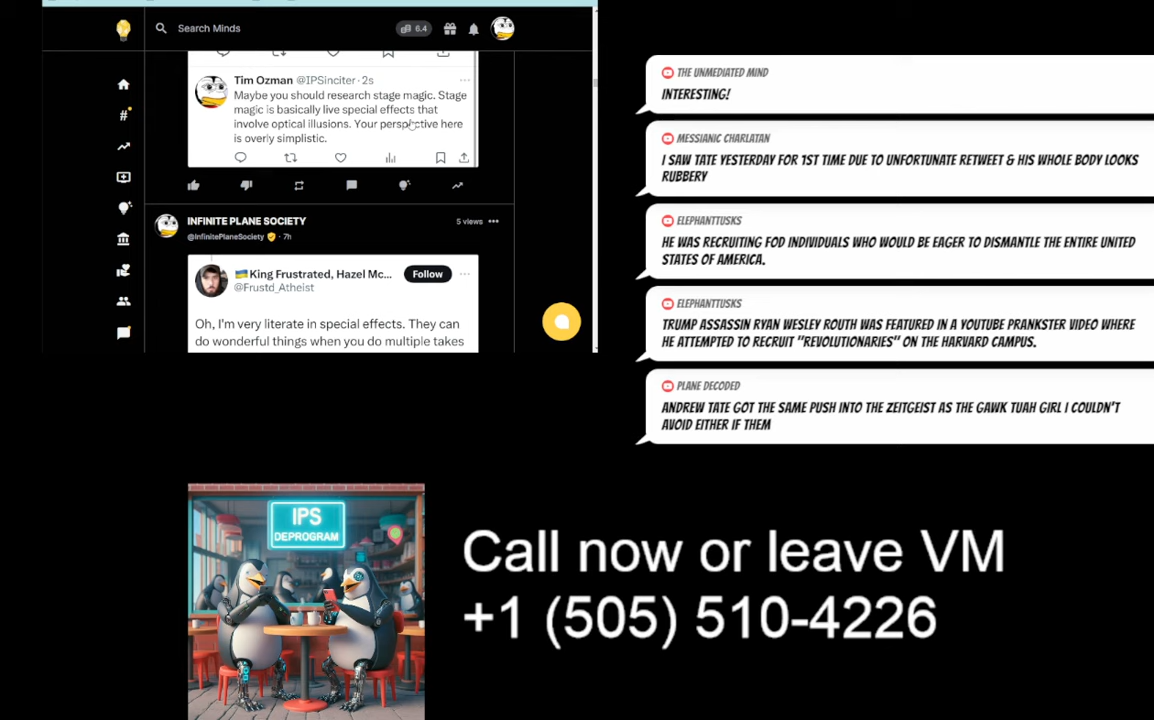 Search Minds
6.4
Tim Ozman @IPSinciter · 2s
Maybe you should research stage magic. Stage
magic is basically live special effects that
involve optical illusions. Your perspective here
is overly simplistic.
INFINITE PLANE SOCIETY
5 views
@InfinitePlaneSociety · 7h
King Frustrated, Hazel Mc...
Follow
@Frustd_Atheist
Oh, I'm very literate in special effects. They can
do wonderful things when you do multiple takes
THE UNMEDIATED MIND
INTERESTING!
MESSIANIC CHARLATAN
I SAW TATE YESTERDAY FOR 1ST TIME DUE TO UNFORTUNATE RETWEET & HIS WHOLE BODY LOOKS
RUBBERY
ELEPHANTTUSKS
HE WAS RECRUITING FOD INDIVIDUALS WHO WOULD BE EAGER TO DISMANTLE THE ENTIRE UNITED
STATES OF AMERICA.
ELEPHANTTUSKS
TRUMP ASSASSIN RYAN WESLEY ROUTH WAS FEATURED IN A YOUTUBE PRANKSTER VIDEO WHERE
HE ATTEMPTED TO RECRUIT "REVOLUTIONARIES" ON THE HARVARD CAMPUS.
PLANE DECODED
ANDREW TATE GOT THE SAME PUSH INTO THE ZEITGEIST AS THE GAWK TUAH GIRL I COULDN'T
AVOID EITHER IF THEM
IPS
DEPROGRAM
Call now or leave VM
+1 (505) 510-4226